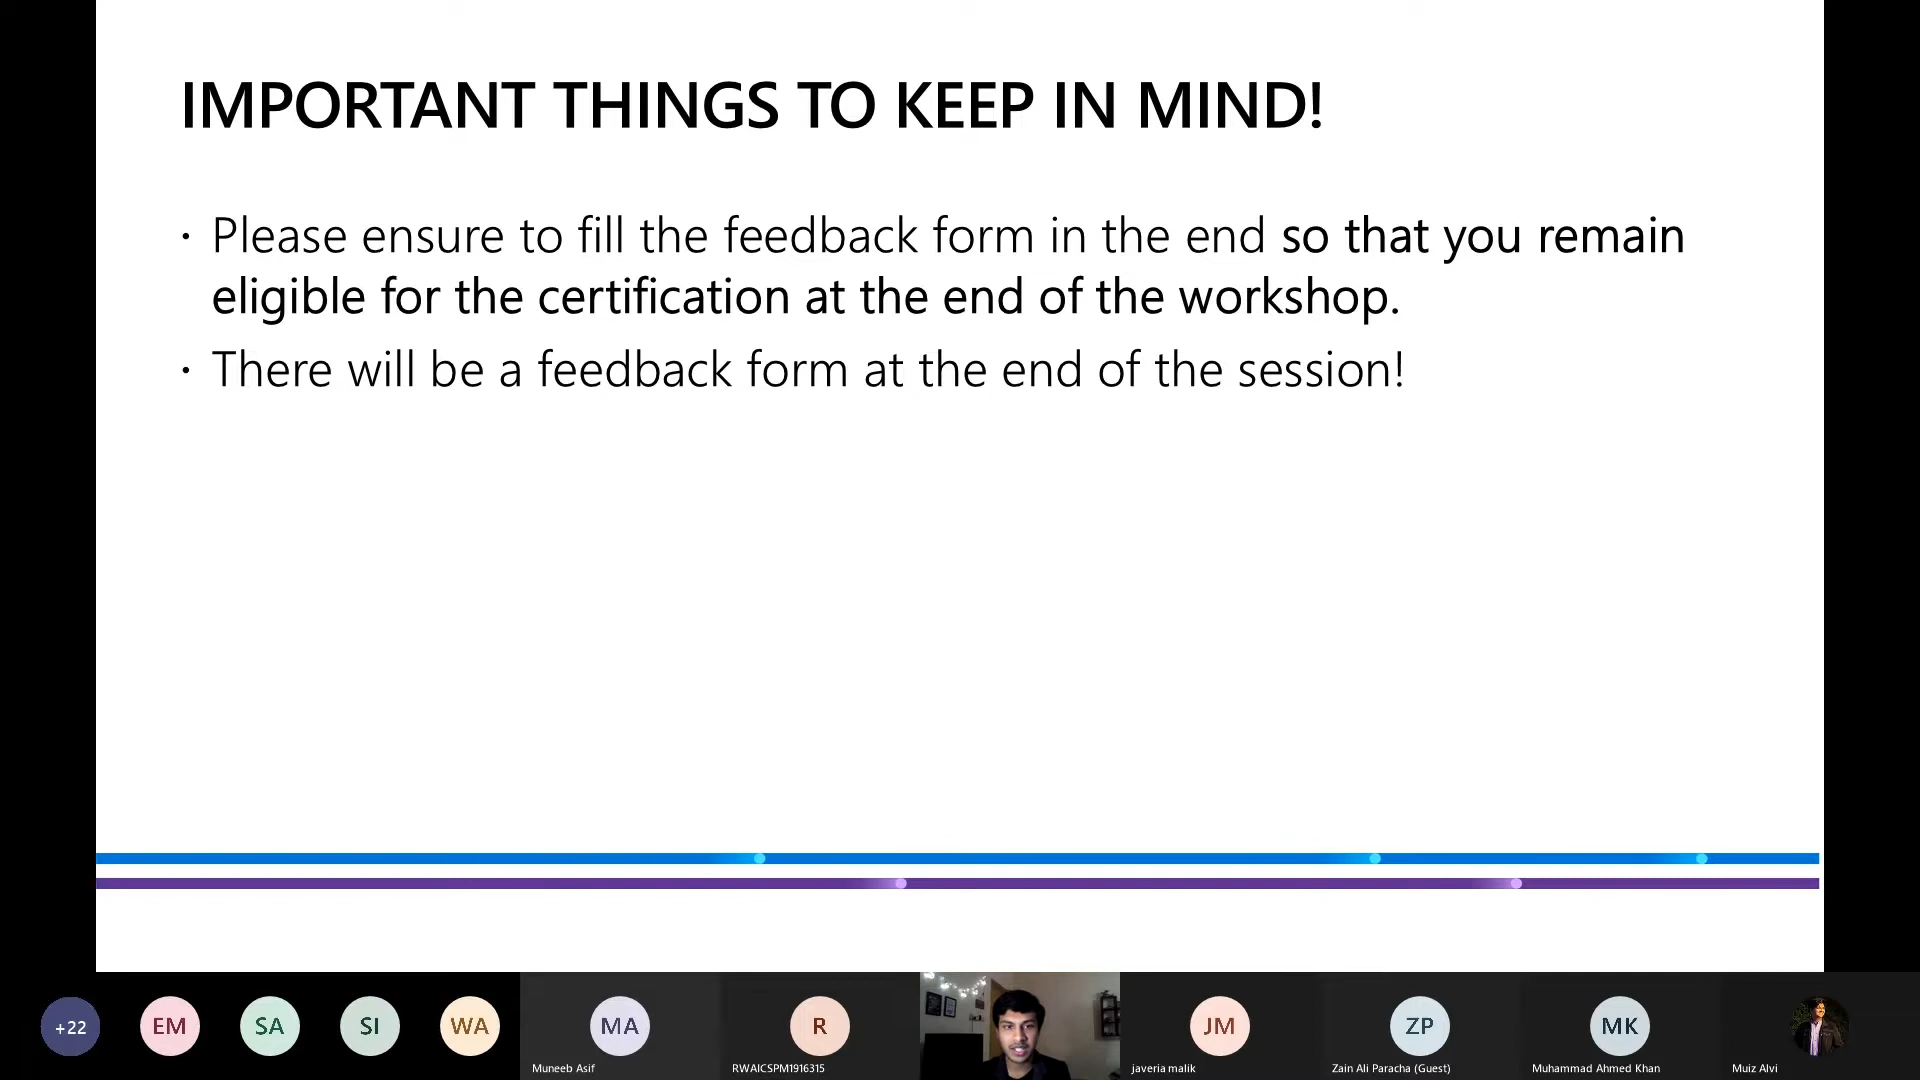 IMPORTANT THINGS TO KEEP IN MIND!
· Please ensure to fill the feedback form in the end so that you remain
eligible for the certification at the end of the workshop.
· There will be a feedback form at the end of the session!
+22
EM
SA
SI
WA
MA
R
JM
ZP
MK
Muneeb Asif
RWAICSPM1916315
javeria malik
Zain Ali Paracha (Guest)
Muhammad Ahmed Khan
Muiz Alvi